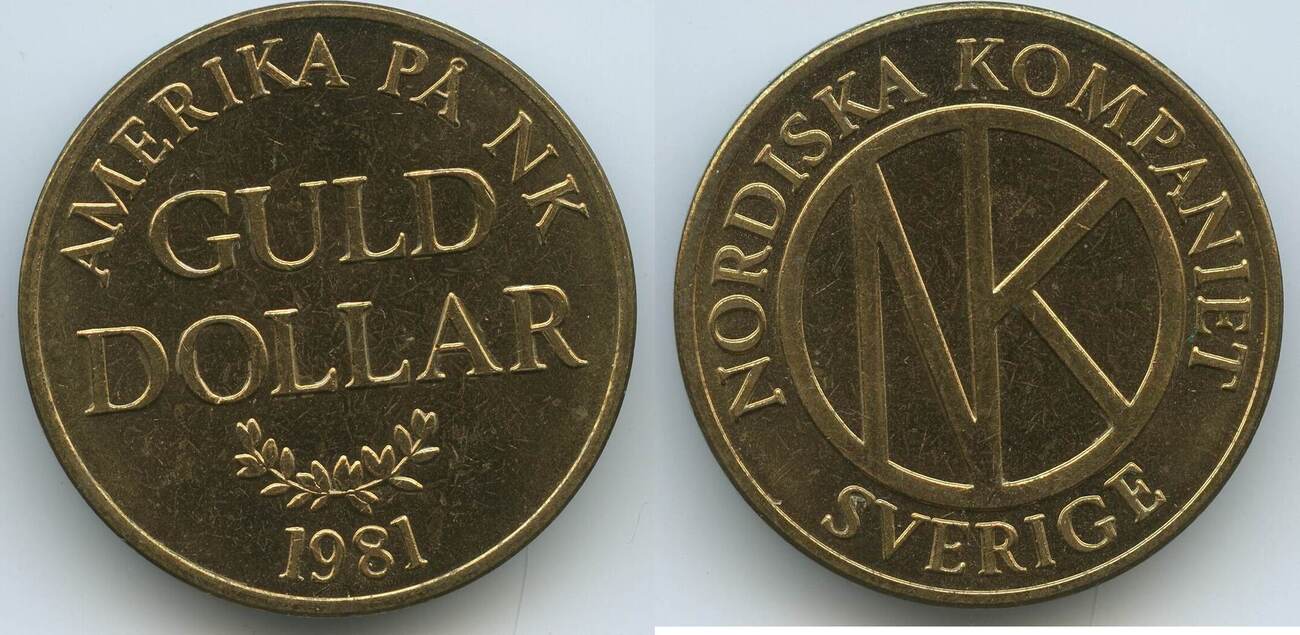 AMERIKA PÅ NK
GULD
DOLLAR
1981
NORDISKA KOMPANIET
NK
SVERIGE